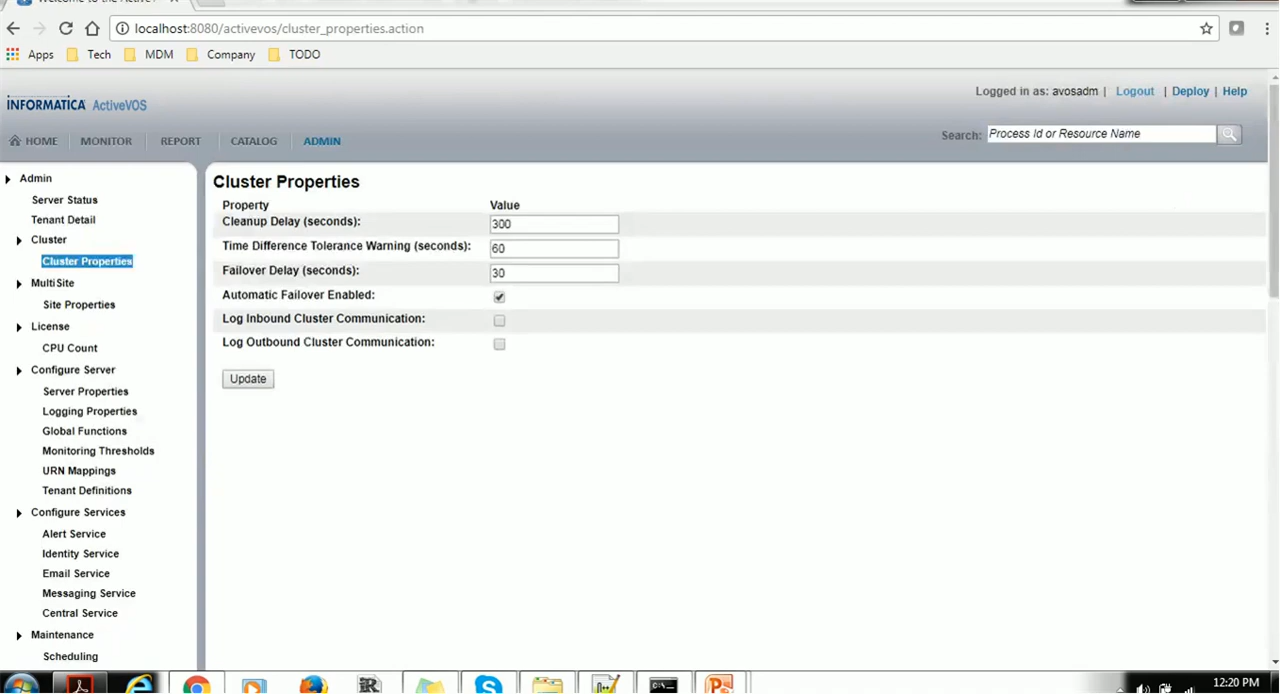 Welcome to the Active
localhost:8080/activevos/cluster_properties.action
Apps Tech MDM Company TODO
Logged in as: avosadm | Logout | Deploy | Help
INFORMATICA ActiveVOS
HOME MONITOR REPORT CATALOG ADMIN
Search: Process Id or Resource Name
Admin
Server Status
Tenant Detail
Cluster
Cluster Properties
MultiSite
Site Properties
License
CPU Count
Configure Server
Server Properties
Logging Properties
Global Functions
Monitoring Thresholds
URN Mappings
Tenant Definitions
Configure Services
Alert Service
Identity Service
Email Service
Messaging Service
Central Service
Maintenance
Scheduling
Cluster Properties
Property Value
Cleanup Delay (seconds): 300
Time Difference Tolerance Warning (seconds): 60
Failover Delay (seconds): 30
Automatic Failover Enabled:
Log Inbound Cluster Communication:
Log Outbound Cluster Communication:
Update
12:20 PM